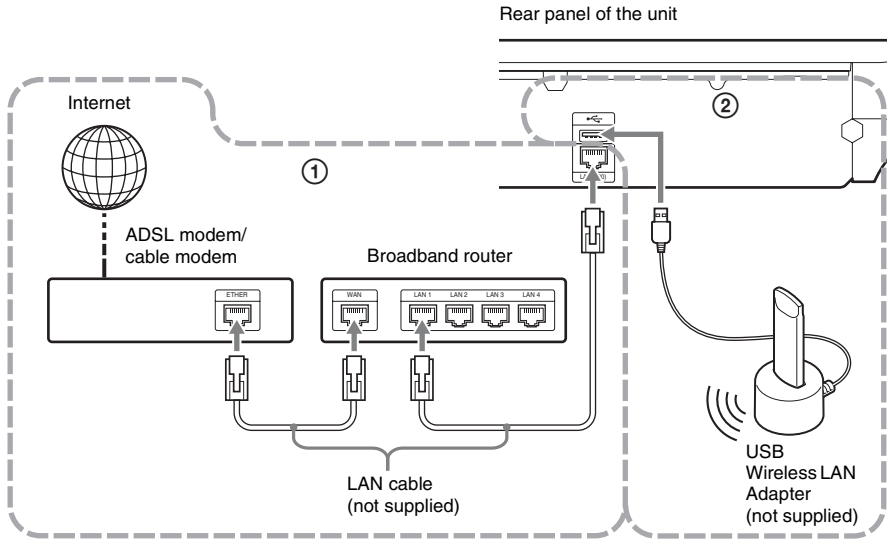 Rear panel of the unit
Internet
②
①
ADSL modem/
cable modem
Broadband router
ETHER
WAN
LAN 1
LAN 2
LAN 3
LAN 4
LAN cable
(not supplied)
USB
Wireless LAN
Adapter
(not supplied)